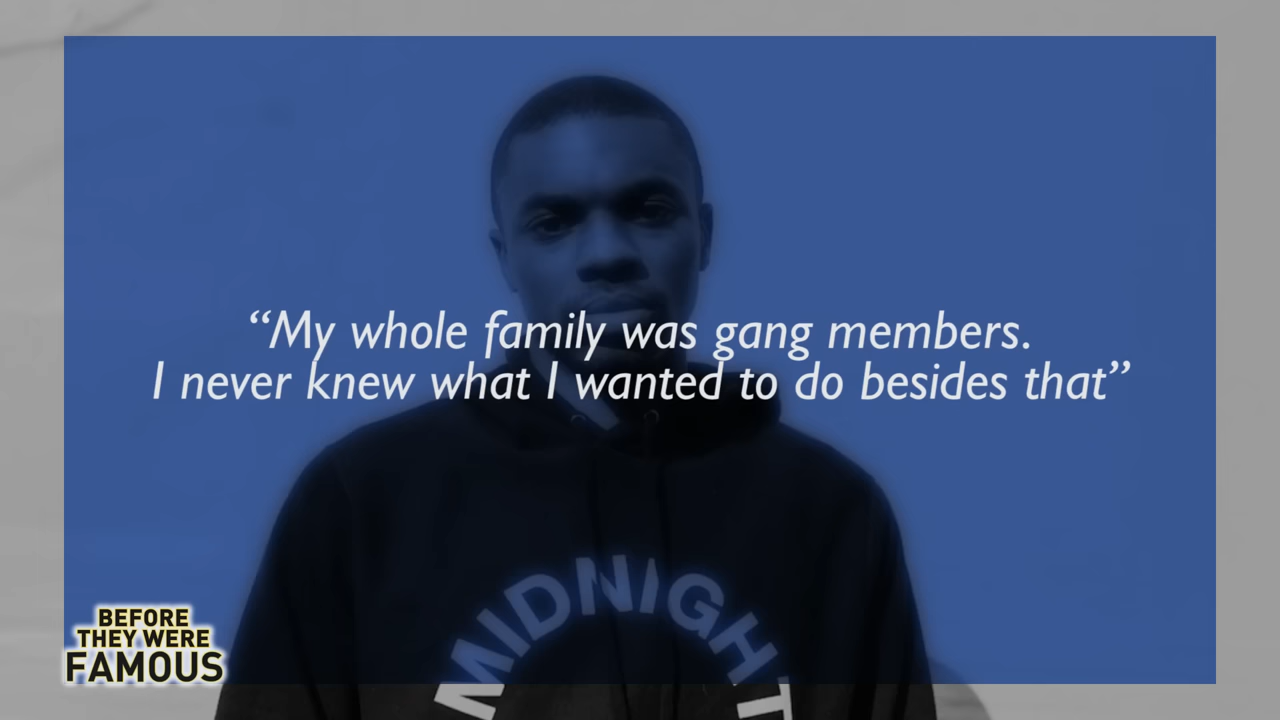 “My whole family was gang members.
I never knew what I wanted to do besides that”
MIDNIGHT
BEFORE
THEY WERE
FAMOUS